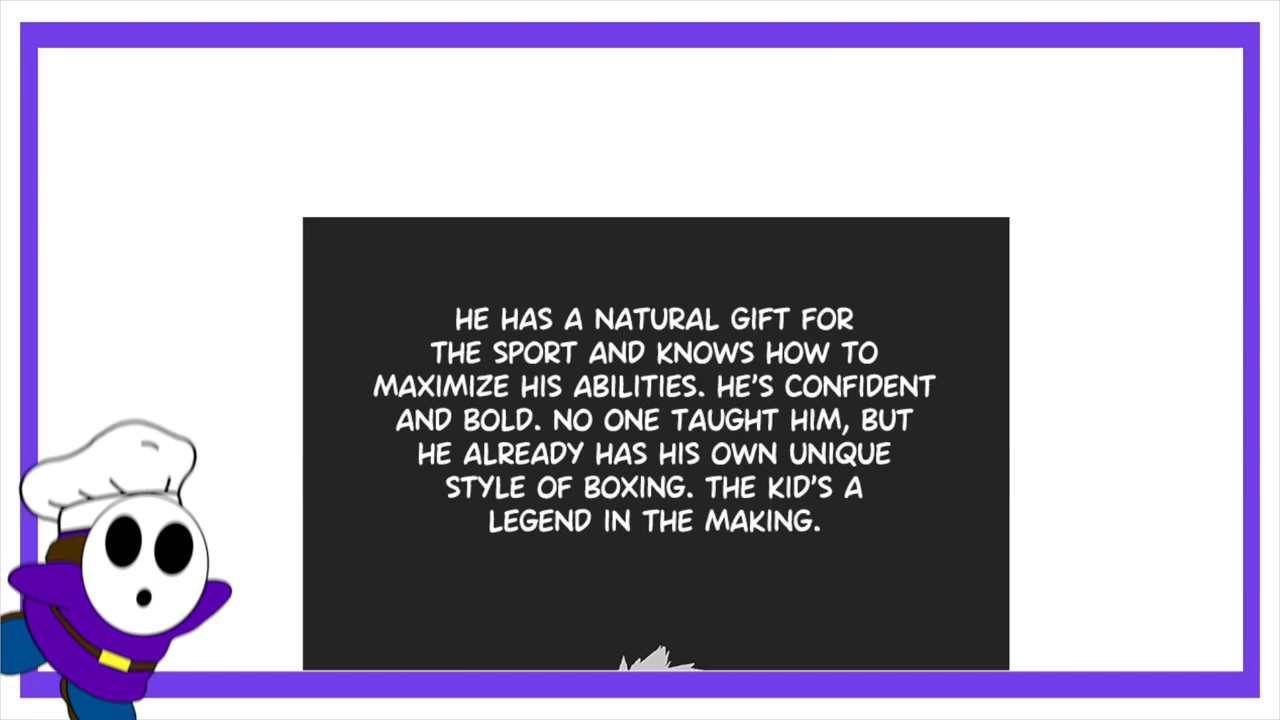 HE HAS A NATURAL GIFT FOR
THE SPORT AND KNOWS HOW TO
MAXIMIZE HIS ABILITIES. HE'S CONFIDENT
AND BOLD. NO ONE TAUGHT HIM, BUT
HE ALREADY HAS HIS OWN UNIQUE
STYLE OF BOXING. THE KID'S A
LEGEND IN THE MAKING.